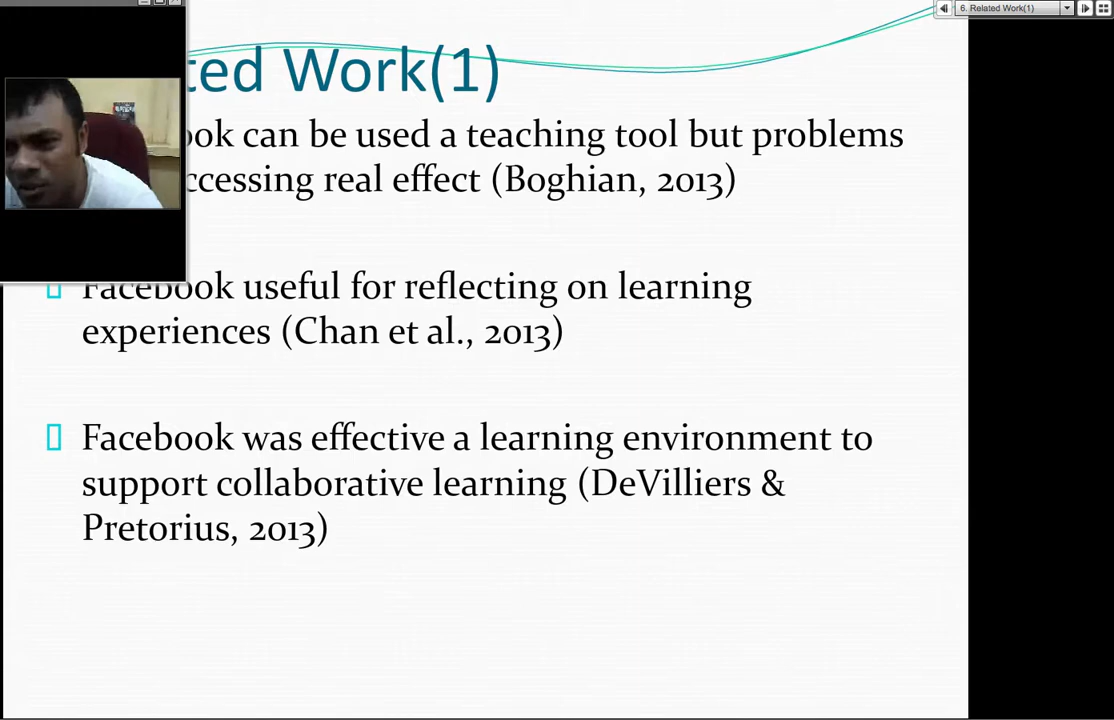 6. Related Work(1)
ted Work(1)
ook can be used a teaching tool but problems
ccessing real effect (Boghian, 2013)
Facebook useful for reflecting on learning
experiences (Chan et al., 2013)
Facebook was effective a learning environment to
support collaborative learning (DeVilliers &
Pretorius, 2013)